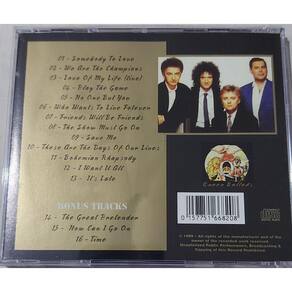 01 - Somebody To Love
02 - We Are The Champions
03 - Love Of My Life (live)
04 - Play The Game
05 - No One But You
06 - Who Wants To Live Forever
07 - Friends Will Be Friends
08 - The Show Must Go On
09 - Save Me
10 - These Are The Days Of Our Lives
11 - Bohemian Rhapsody
12 - I Want It All
13 - It's Late
BONUS TRACKS
14 - The Great Pretender
15 - Now Can I Go On
16 - Time
Queen Ballads
0 157751 668208